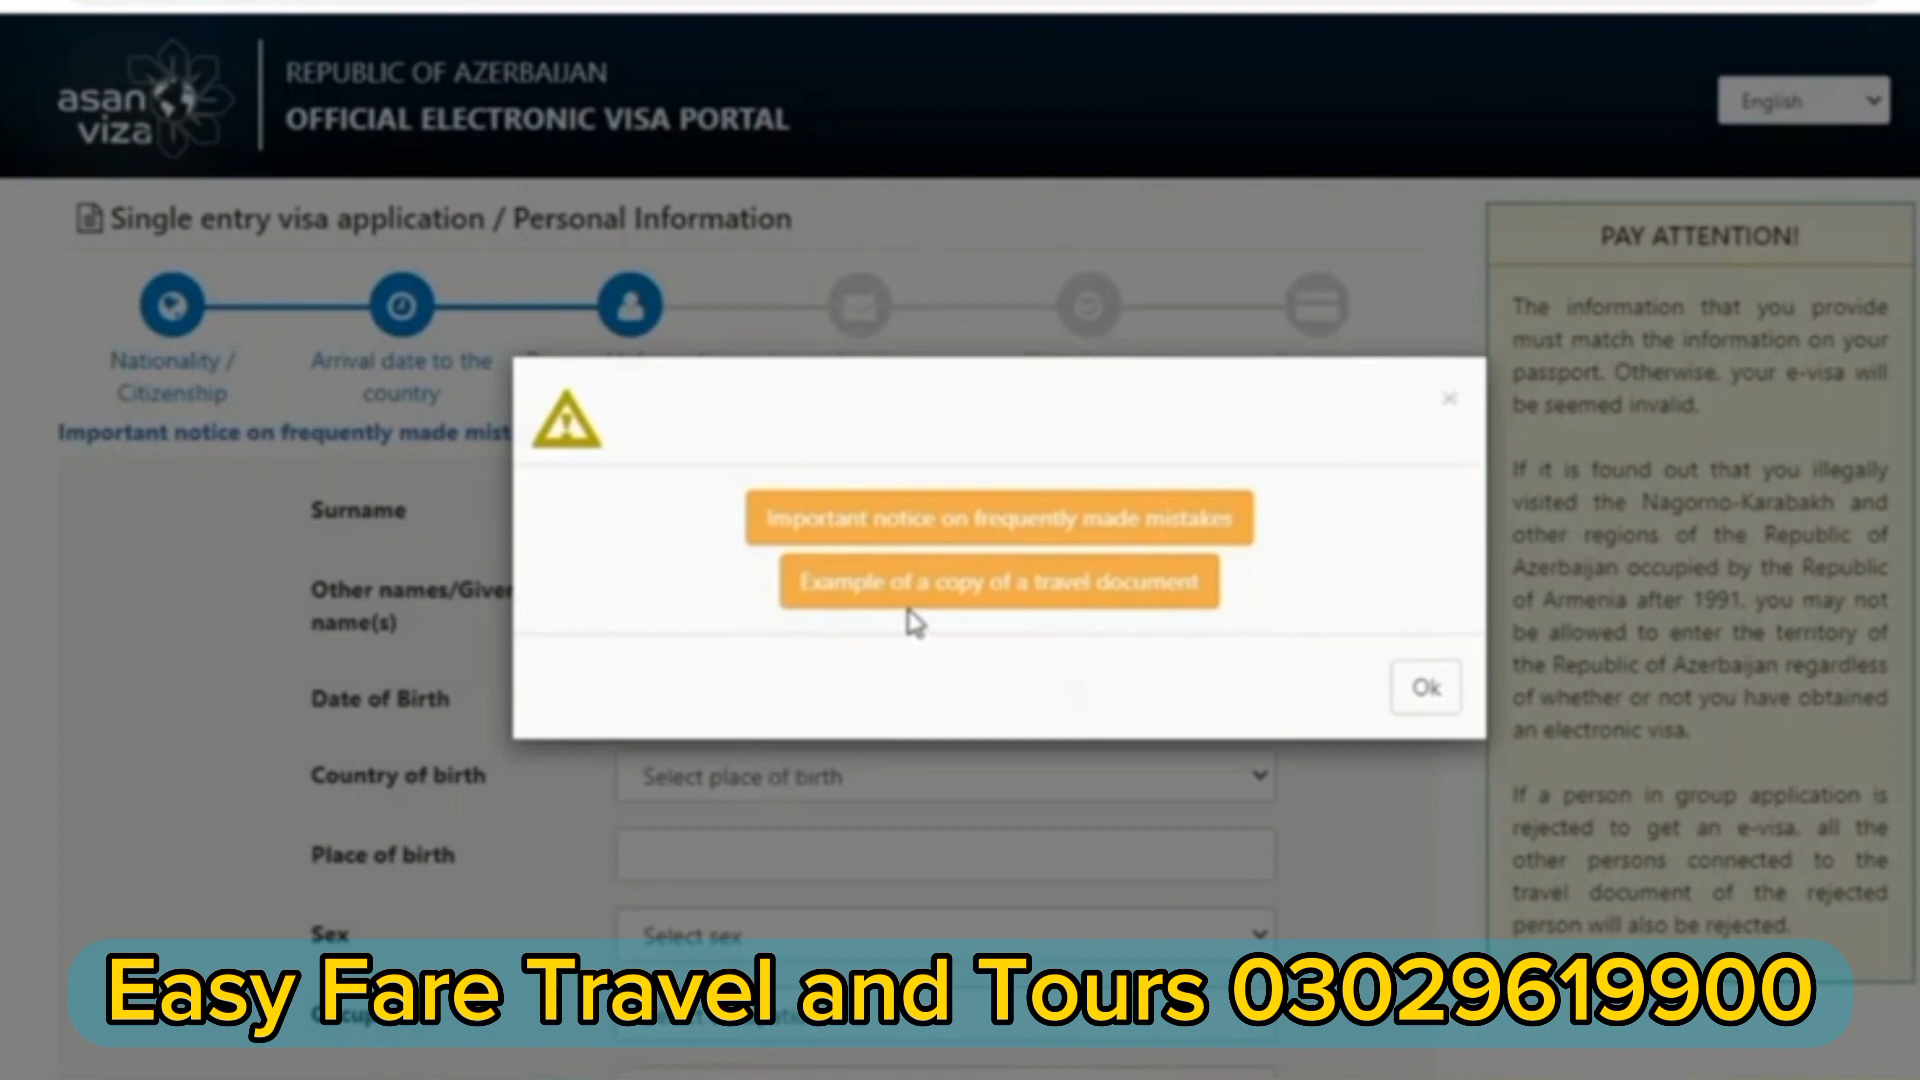 asan
viza
REPUBLIC OF AZERBAIJAN
OFFICIAL ELECTRONIC VISA PORTAL
English
Single entry visa application / Personal Information
Nationality /
Citizenship
Arrival date to the
country
Important notice on frequently made mist
Important notice on frequently made mistakes
Example of a copy of a travel document
Ok
Surname
Other names/Given
name(s)
Date of Birth
Country of birth
Select place of birth
Place of birth
Sex
Select sex
PAY ATTENTION!
The information that you provide
must match the information on your
passport. Otherwise, your e-visa will
be seemed invalid.
If it is found out that you illegally
visited the Nagorno-Karabakh and
other regions of the Republic of
Azerbaijan occupied by the Republic
of Armenia after 1991, you may not
be allowed to enter the territory of
the Republic of Azerbaijan regardless
of whether or not you have obtained
an electronic visa.
If a person in group application is
rejected to get an e-visa, all the
other persons connected to the
travel document of the rejected
person will also be rejected.
Easy Fare Travel and Tours 03029619900